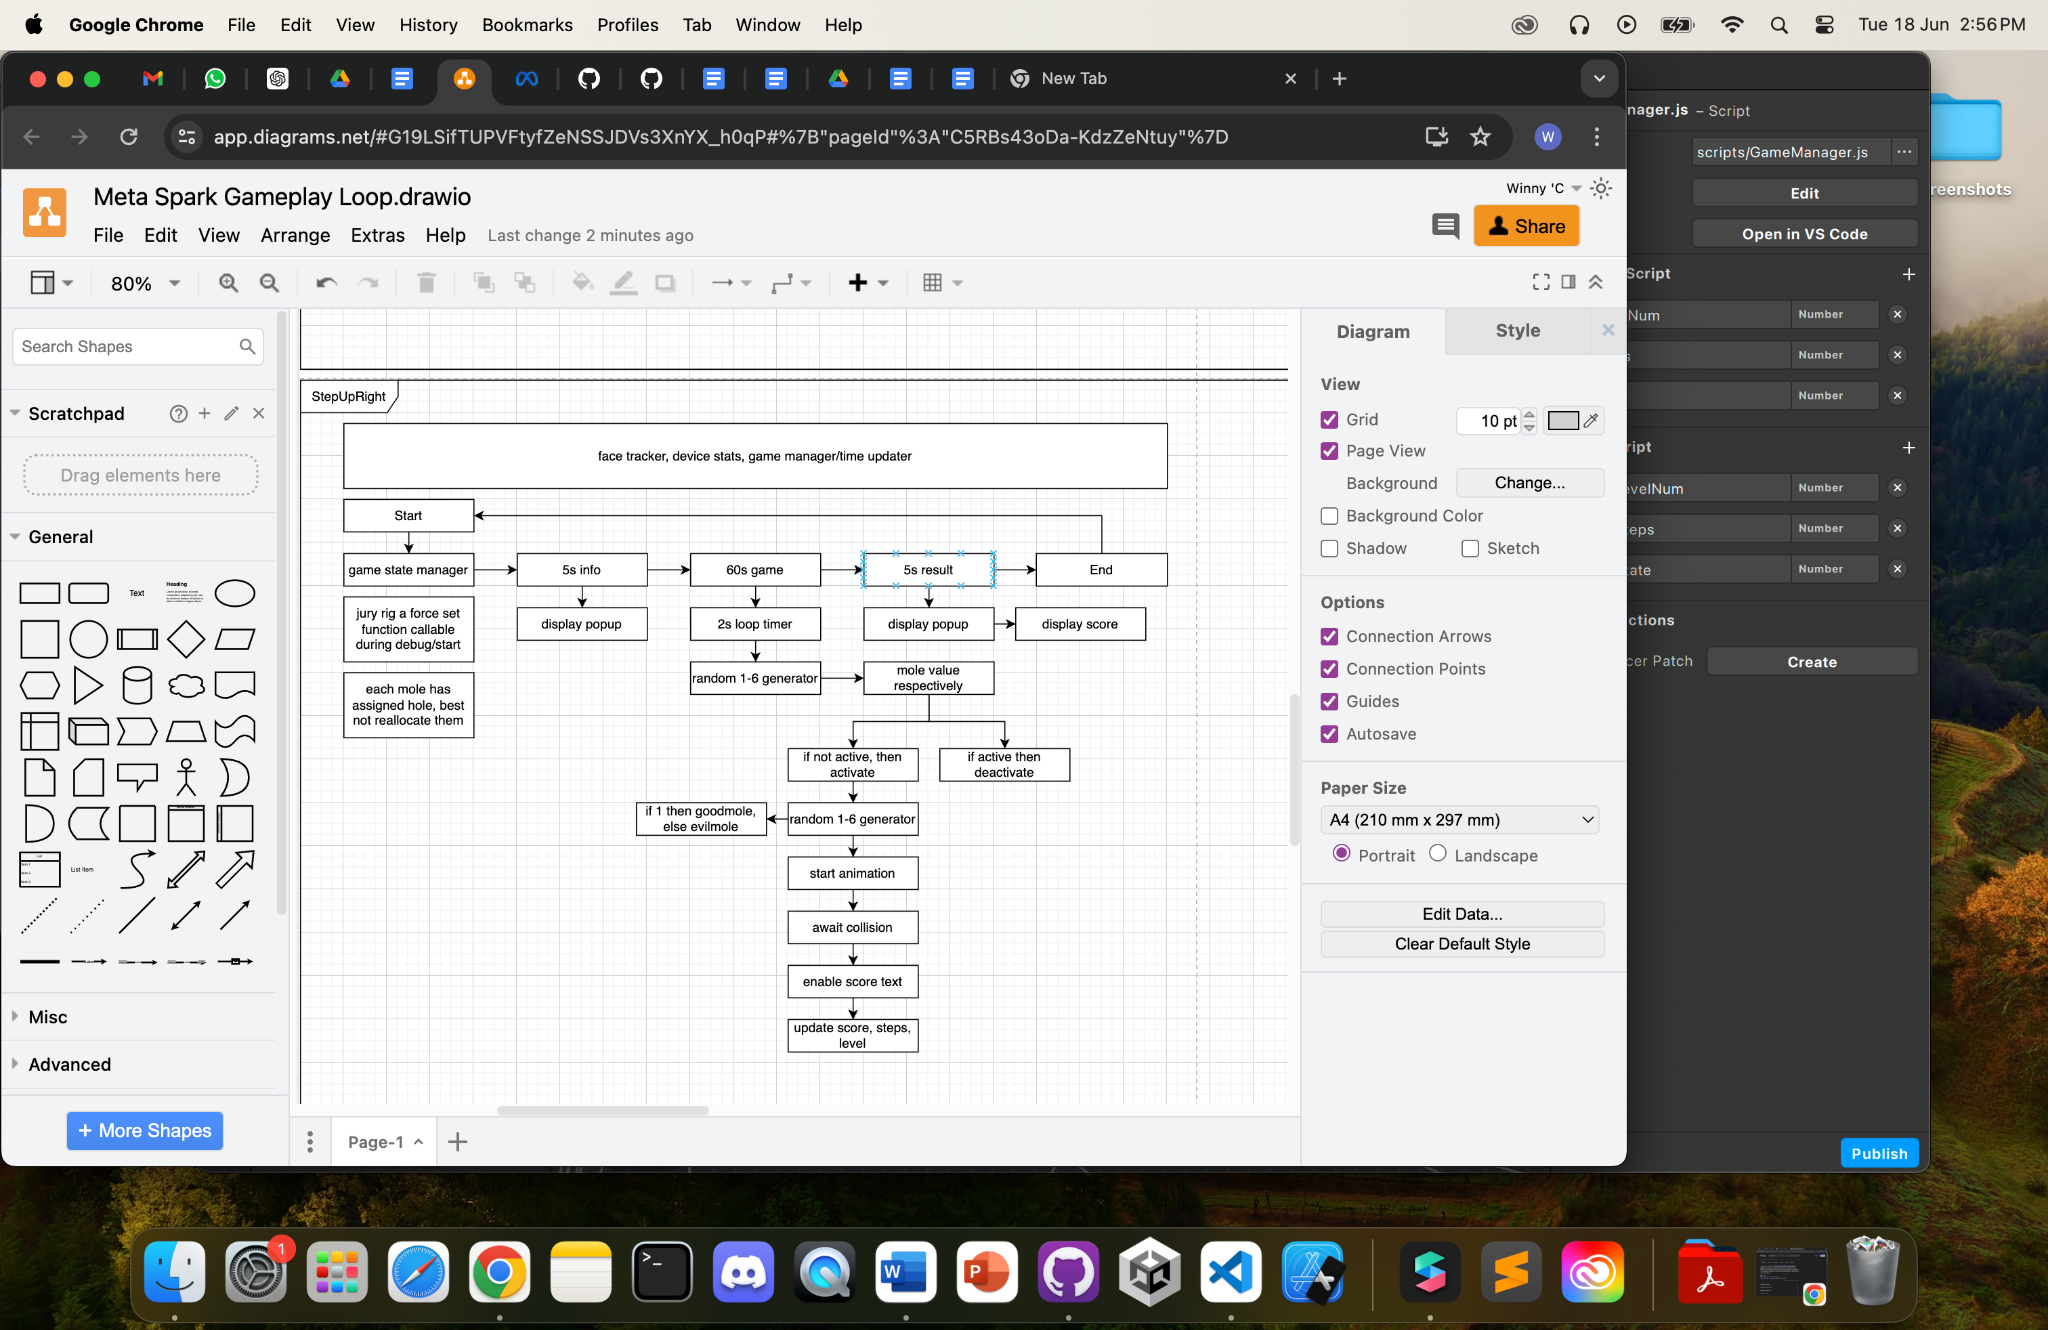 Google Chrome File Edit View History Bookmarks Profiles Tab Window Help Tue 18 Jun 2:56 PM
New Tab
app.diagrams.net/#G19LSifTUPVFtyfZeNSSJDVs3XnYX_h0qP#%7B"pageId"%3A"C5RBs43oDa-KdzZeNtuy"%7D
W
Meta Spark Gameplay Loop.drawio
Winny 'C
File Edit View Arrange Extras Help Last change 2 minutes ago
Share
80%
Search Shapes
Scratchpad
Drag elements here
General
Text
Heading
List Item
Misc
Advanced
+ More Shapes
StepUpRight
face tracker, device stats, game manager/time updater
Start
game state manager
5s info
60s game
5s result
End
jury rig a force set
function callable
during debug/start
display popup
2s loop timer
display popup
display score
each mole has
assigned hole, best
not reallocate them
random 1-6 generator
mole value
respectively
if not active, then
activate
if active then
deactivate
if 1 then goodmole,
else evilmole
random 1-6 generator
start animation
await collision
enable score text
update score, steps,
level
Page-1
Diagram
Style
View
Grid
10 pt
Page View
Background
Change...
Background Color
Shadow
Sketch
Options
Connection Arrows
Connection Points
Guides
Autosave
Paper Size
A4 (210 mm x 297 mm)
Portrait
Landscape
Edit Data...
Clear Default Style
nager.js – Script
scripts/GameManager.js
Edit
Open in VS Code
Script
Num Number
s Number
Number
ript
evelNum Number
eps Number
ate Number
ctions
cer Patch Create
Publish
reenshots
1
W
P